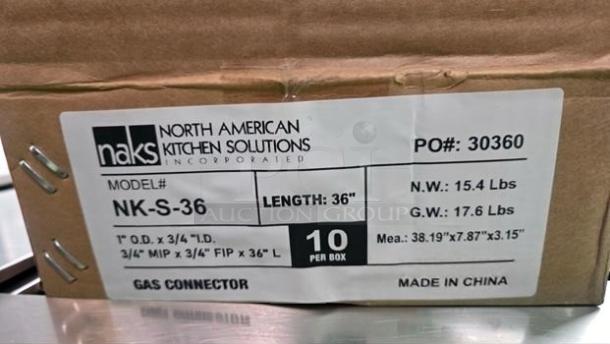 naks NORTH AMERICAN
KITCHEN SOLUTIONS
INCORPORATED
PO#: 30360
MODEL#
NK-S-36
LENGTH: 36"
N.W.: 15.4 Lbs
G.W.: 17.6 Lbs
1" O.D. x 3/4 "I.D.
3/4" MIP x 3/4" FIP x 36" L
10
PER BOX
Mea.: 38.19"x7.87"x3.15"
GAS CONNECTOR
MADE IN CHINA
AUCTION GROUP